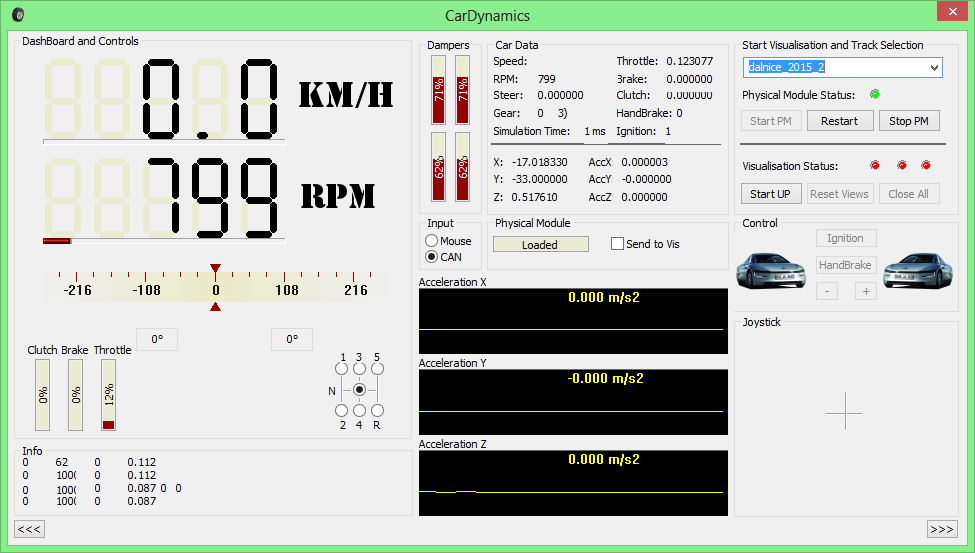 CarDynamics
DashBoard and Controls
0.0 KM/H
799 RPM
-216 -108 0 108 216
0° 0°
Clutch Brake Throttle
0% 0% 12%
1 3 5
N
2 4 R
Info
0 62 0 0.112
0 1000 0 0.112
0 1000 0 0.087 0 0
0 1000 0 0.087
<<<
Dampers
71% 71%
62% 62%
Car Data
Speed: Throttle: 0.123077
RPM: 799 Brake: 0.000000
Steer: 0.000000 Clutch: 0.000000
Gear: 0 3) HandBrake: 0
Simulation Time: 1 ms Ignition: 1
X: -17.018330 AccX: 0.000003
Y: -33.000000 AccY: -0.000000
Z: 0.517610 AccZ: 0.000000
Input
Mouse
CAN
Physical Module
Loaded Send to Vis
Acceleration X
0.000 m/s2
Acceleration Y
-0.000 m/s2
Acceleration Z
0.000 m/s2
Start Visualisation and Track Selection
dalnice_2015_2
Physical Module Status:
Start PM Restart Stop PM
Visualisation Status:
Start UP Reset Views Close All
Control
Ignition
HandBrake
- +
Joystick
>>>